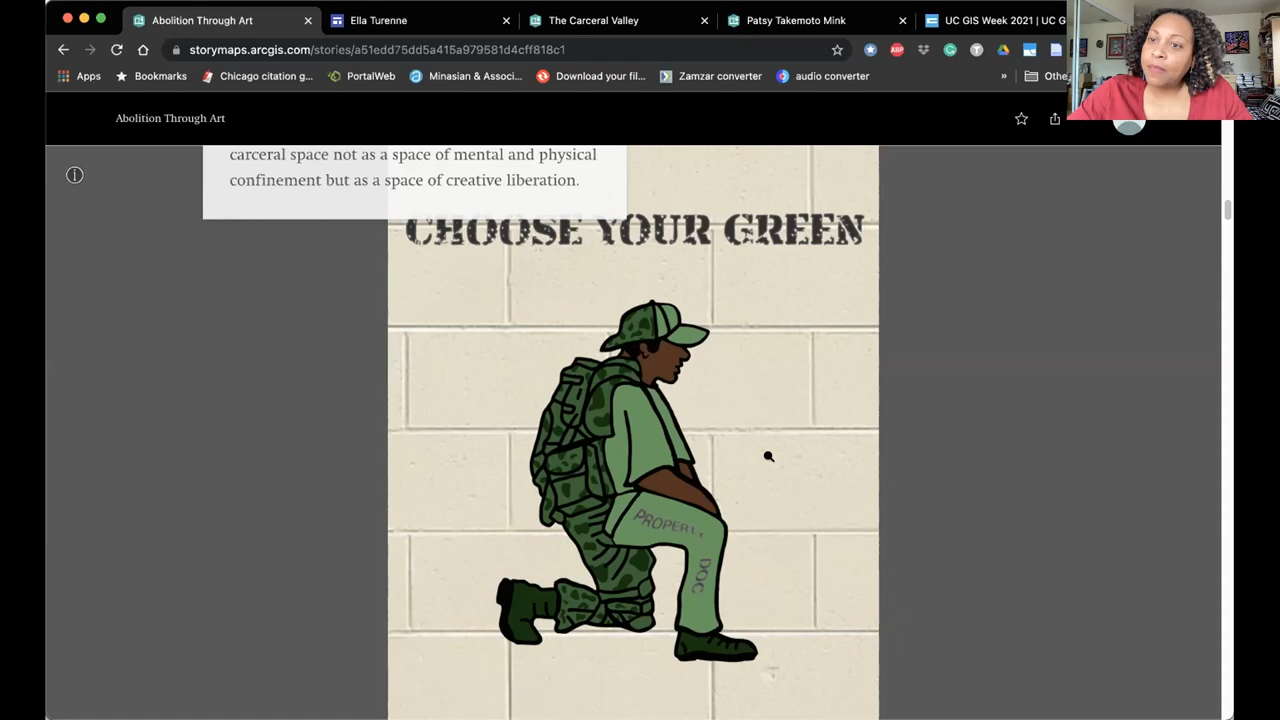 Abolition Through Art
Ella Turenne
The Carceral Valley
Patsy Takemoto Mink
UC GIS Week 2021 | UC G
storymaps.arcgis.com/stories/a51edd75dd5a415a979581d4cff818c1
ABP
Apps
Bookmarks
Chicago citation g...
PortalWeb
Minasian & Associ...
Download your fil...
Zamzar converter
audio converter
»
Othe
Abolition Through Art
carceral space not as a space of mental and physical
confinement but as a space of creative liberation.
CHOOSE YOUR GREEN
PROPERTY
DOC